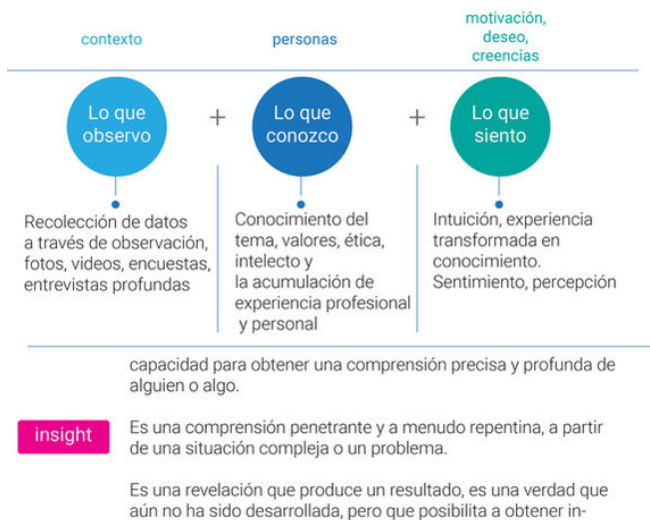 contexto
personas
motivación,
deseo,
creencias
Lo que
observo
+
Lo que
conozco
+
Lo que
siento
Recolección de datos
a través de observación,
fotos, videos, encuestas,
entrevistas profundas
Conocimiento del
tema, valores, ética,
intelecto y
la acumulación de
experiencia profesional
y personal
Intuición, experiencia
transformada en
conocimiento.
Sentimiento, percepción
capacidad para obtener una comprensión precisa y profunda de
alguien o algo.
insight
Es una comprensión penetrante y a menudo repentina, a partir
de una situación compleja o un problema.
Es una revelación que produce un resultado, es una verdad que
aún no ha sido desarrollada, pero que posibilita a obtener in-